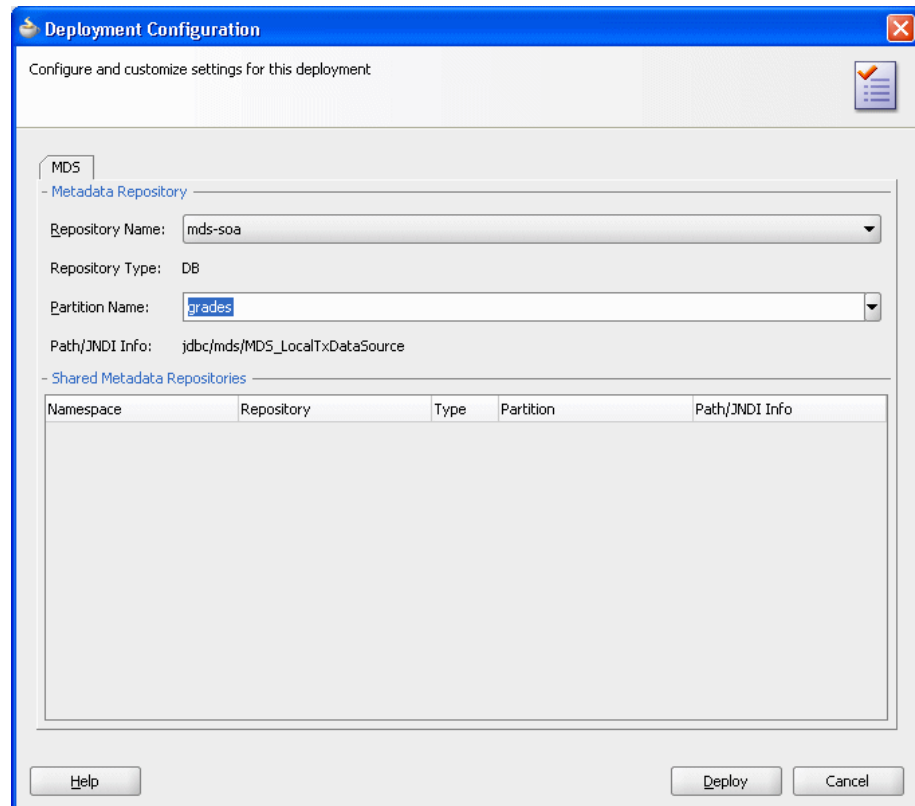 Deployment Configuration
Configure and customize settings for this deployment
MDS
Metadata Repository
Repository Name: mds-soa
Repository Type: DB
Partition Name: grades
Path/JNDI Info: jdbc/mds/MDS_LocalTxDataSource
Shared Metadata Repositories
Namespace Repository Type Partition Path/JNDI Info
Help Deploy Cancel